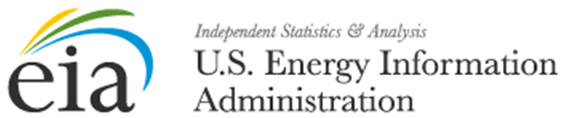 eia
Independent Statistics & Analysis
U.S. Energy Information
Administration